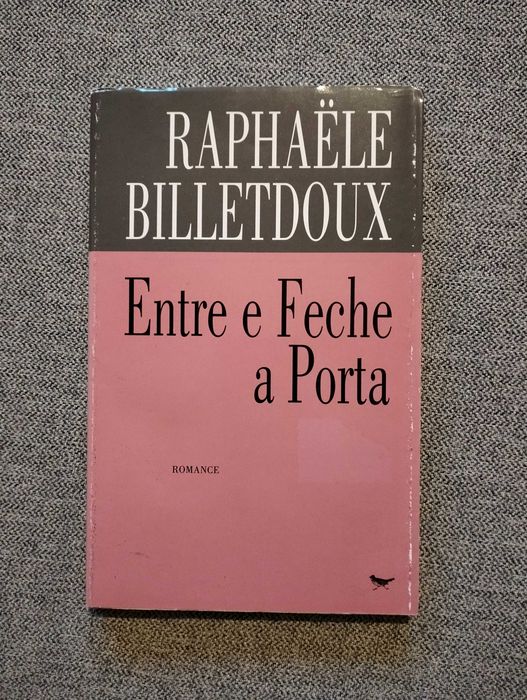 RAPHAËLE
BILLETDOUX
Entre e Feche
a Porta
ROMANCE